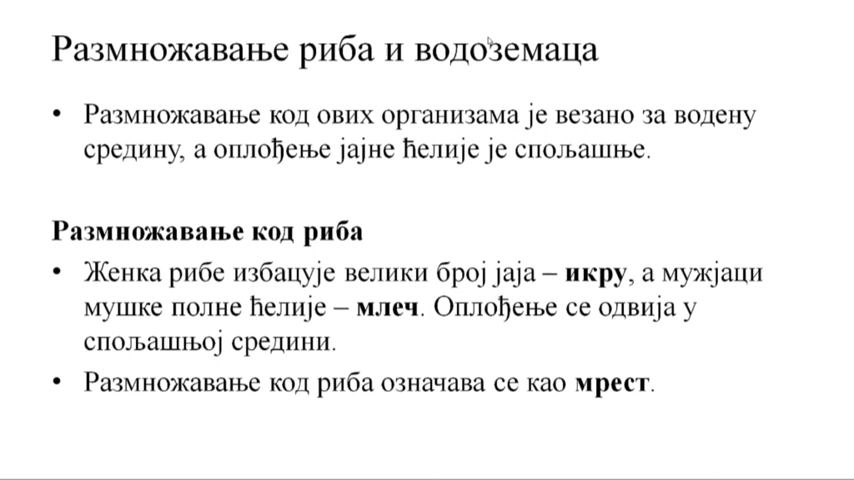 Размножавање риба и водоземаца
• Размножавање код ових организама је везано за водену
средину, а оплођење јајне ћелије је спољашње.
Размножавање код риба
• Женка рибе избацује велики број јаја – икру, а мужјаци
мушке полне ћелије – млеч. Оплођење се одвија у
спољашњој средини.
• Размножавање код риба означава се као мрест.